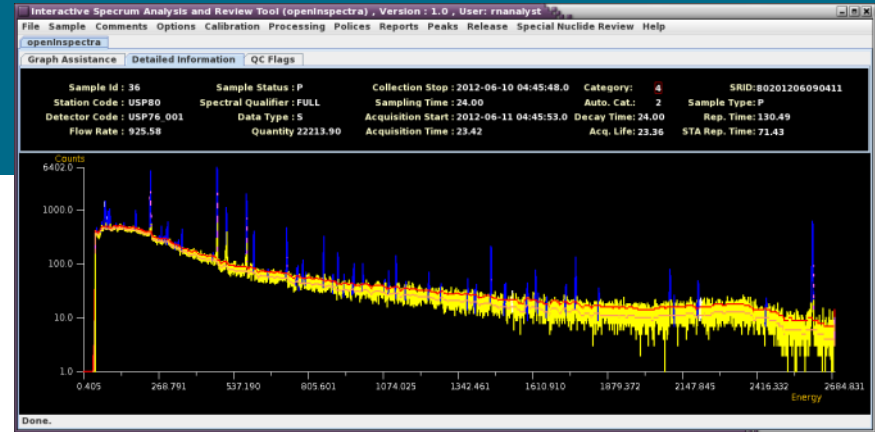 Interactive Specrum Analysis and Review Tool (openInspectra) , Version : 1.0 , User: rnanalyst
File Sample Comments Options Calibration Processing Polices Reports Peaks Release Special Nuclide Review Help
openInspectra
Graph Assistance Detailed Information QC Flags
Sample Id : 36 Sample Status : P Collection Stop : 2012-06-10 04:45:48.0 Category: 4 SRID: 80201206090411
Station Code : USP80 Spectral Qualifier : FULL Sampling Time : 24.00 Auto. Cat.: 2 Sample Type: P
Detector Code : USP76_001 Data Type : S Acquisition Start : 2012-06-11 04:45:53.0 Decay Time: 24.00 Rep. Time: 130.49
Flow Rate : 925.58 Quantity 22213.90 Acquisition Time : 23.42 Acq. Life: 23.36 STA Rep. Time: 71.43
Counts
6402.0
1000.0
100.0
10.0
1.0
0.405 268.791 537.190 805.601 1074.025 1342.461 1610.910 1879.372 2147.845 2416.332 2684.831
Energy
Done.